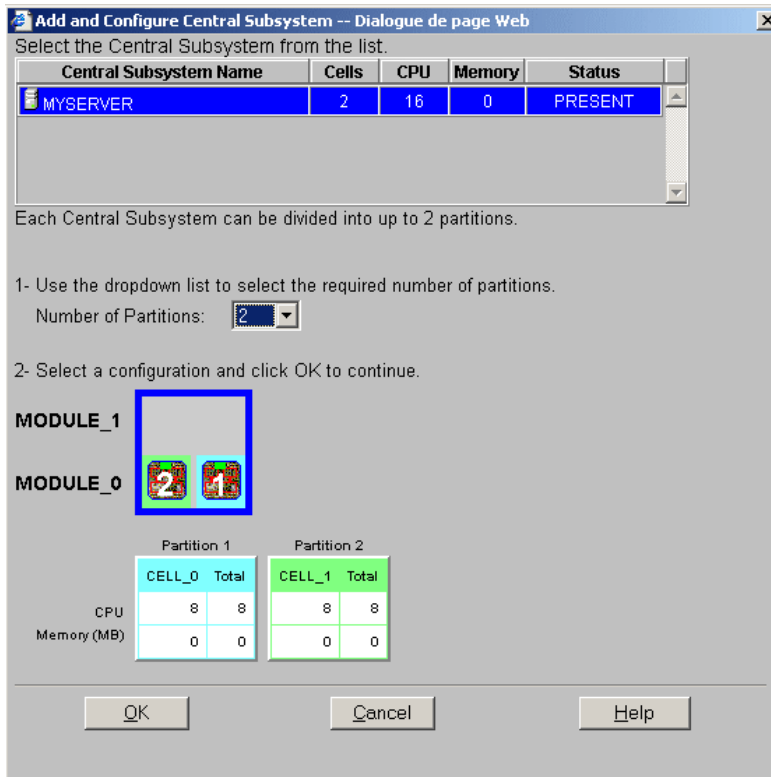 Add and Configure Central Subsystem -- Dialogue de page Web
Select the Central Subsystem from the list.
Central Subsystem Name Cells CPU Memory Status
MYSERVER 2 16 0 PRESENT
Each Central Subsystem can be divided into up to 2 partitions.
1- Use the dropdown list to select the required number of partitions.
Number of Partitions: 2
2- Select a configuration and click OK to continue.
MODULE_1
MODULE_0 2 1
Partition 1 Partition 2
CELL_0 Total CELL_1 Total
CPU 8 8 8 8
Memory (MB) 0 0 0 0
OK Cancel Help